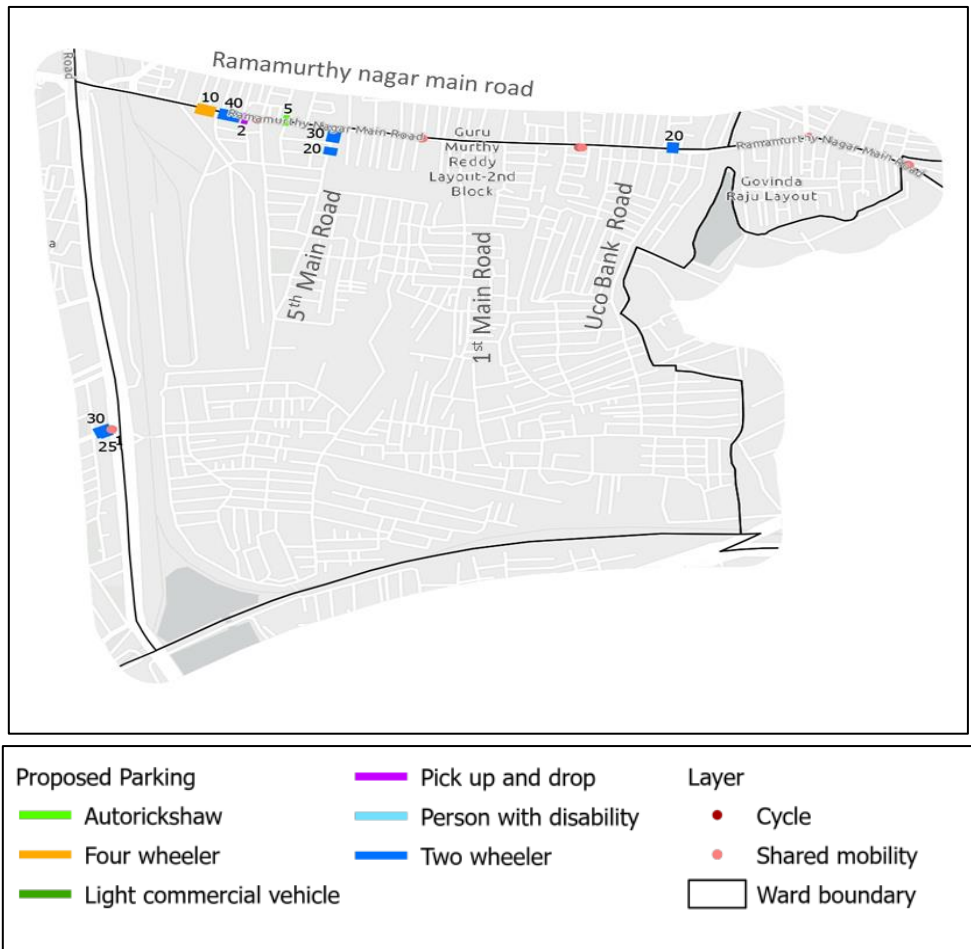 Road
Ramamurthy nagar main road
10
40
5
2
Ramamurthy Nagar Main Road
30
20
Guru
Murthy
Reddy
Layout-2nd
Block
20
Ramamurthy Nagar Main Road
Govinda
Raju Layout
5th Main Road
1st Main Road
Uco Bank Road
a
30
25
1
Proposed Parking
Autorickshaw
Four wheeler
Light commercial vehicle
Pick up and drop
Person with disability
Two wheeler
Layer
Cycle
Shared mobility
Ward boundary